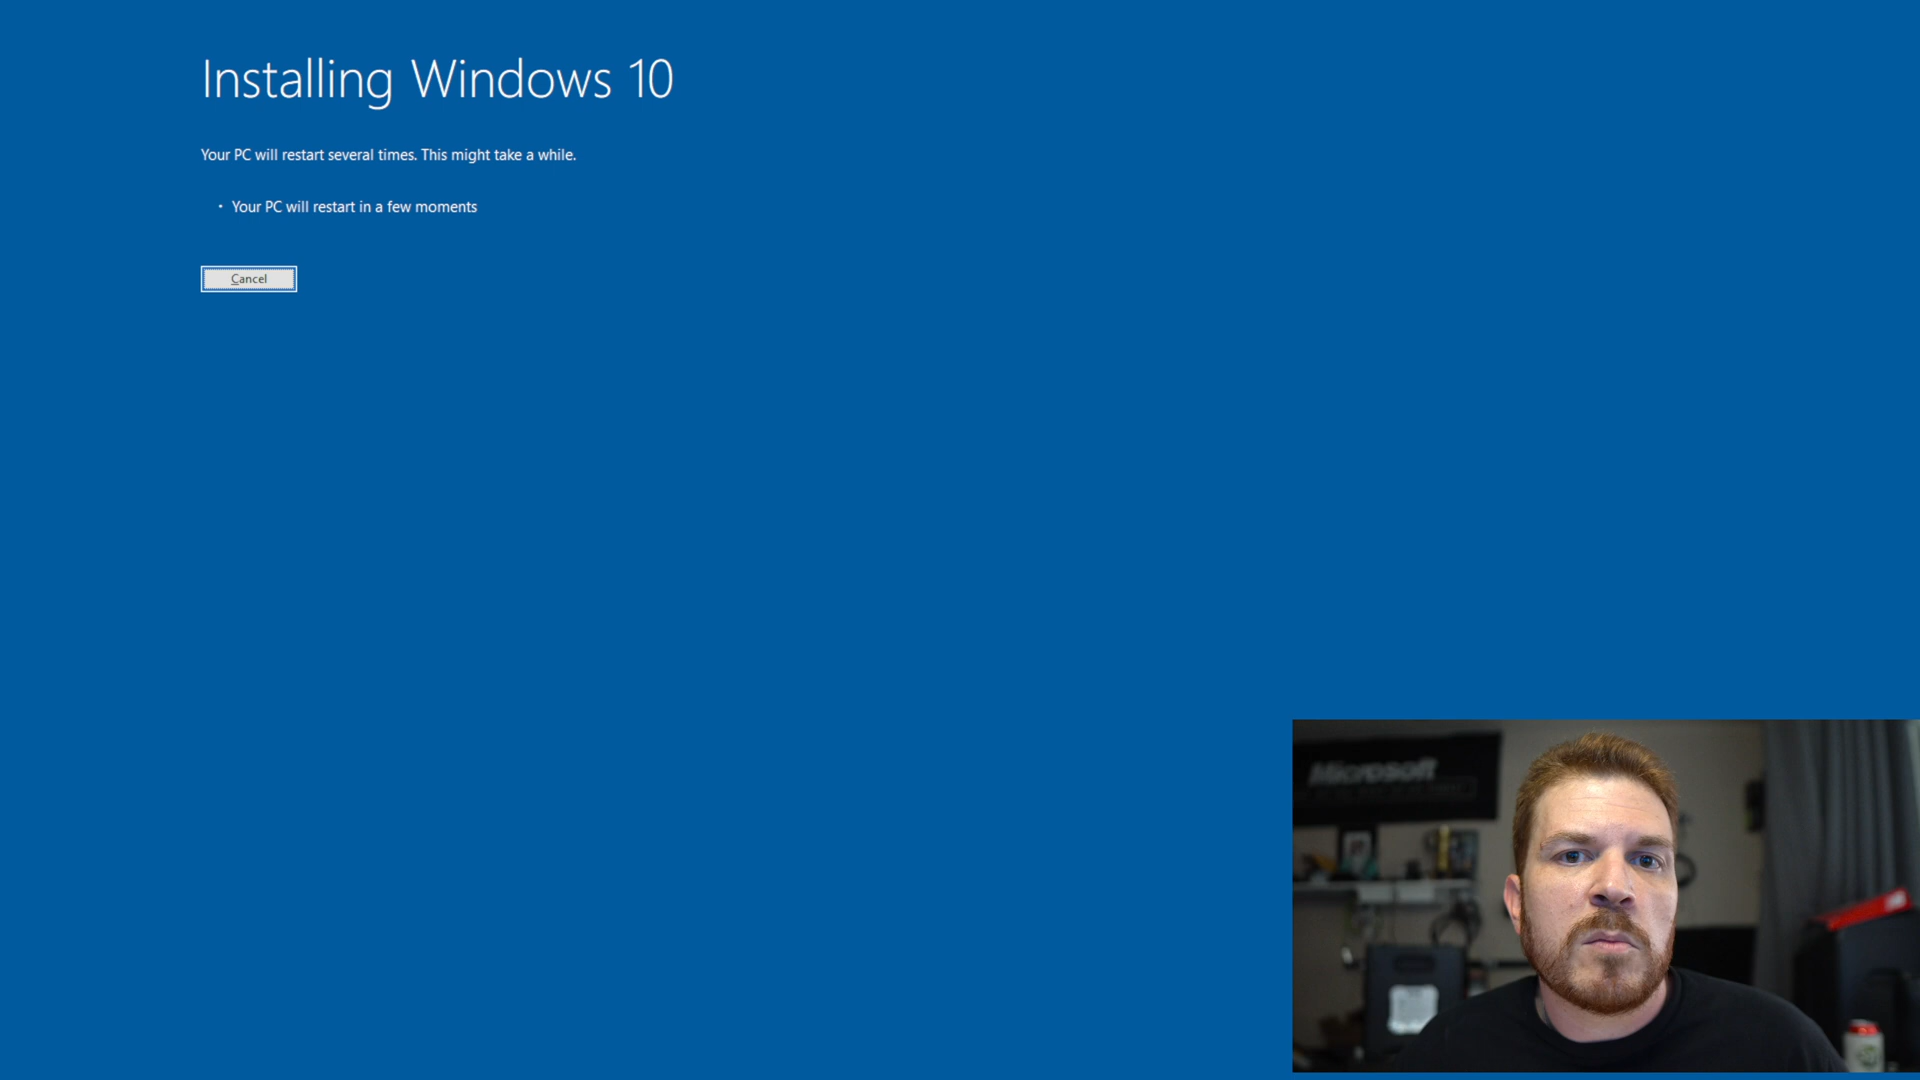 Installing Windows 10
Your PC will restart several times. This might take a while.
• Your PC will restart in a few moments
Cancel
Microsoft